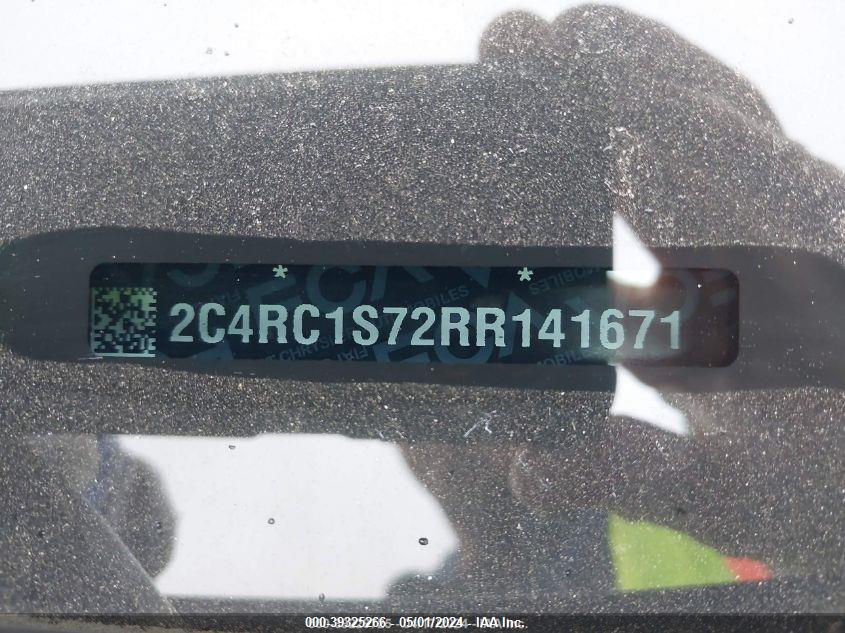 * *
2C4RC1S72RR141671
000-39325266 - 05/01/2024 - IAA Inc.